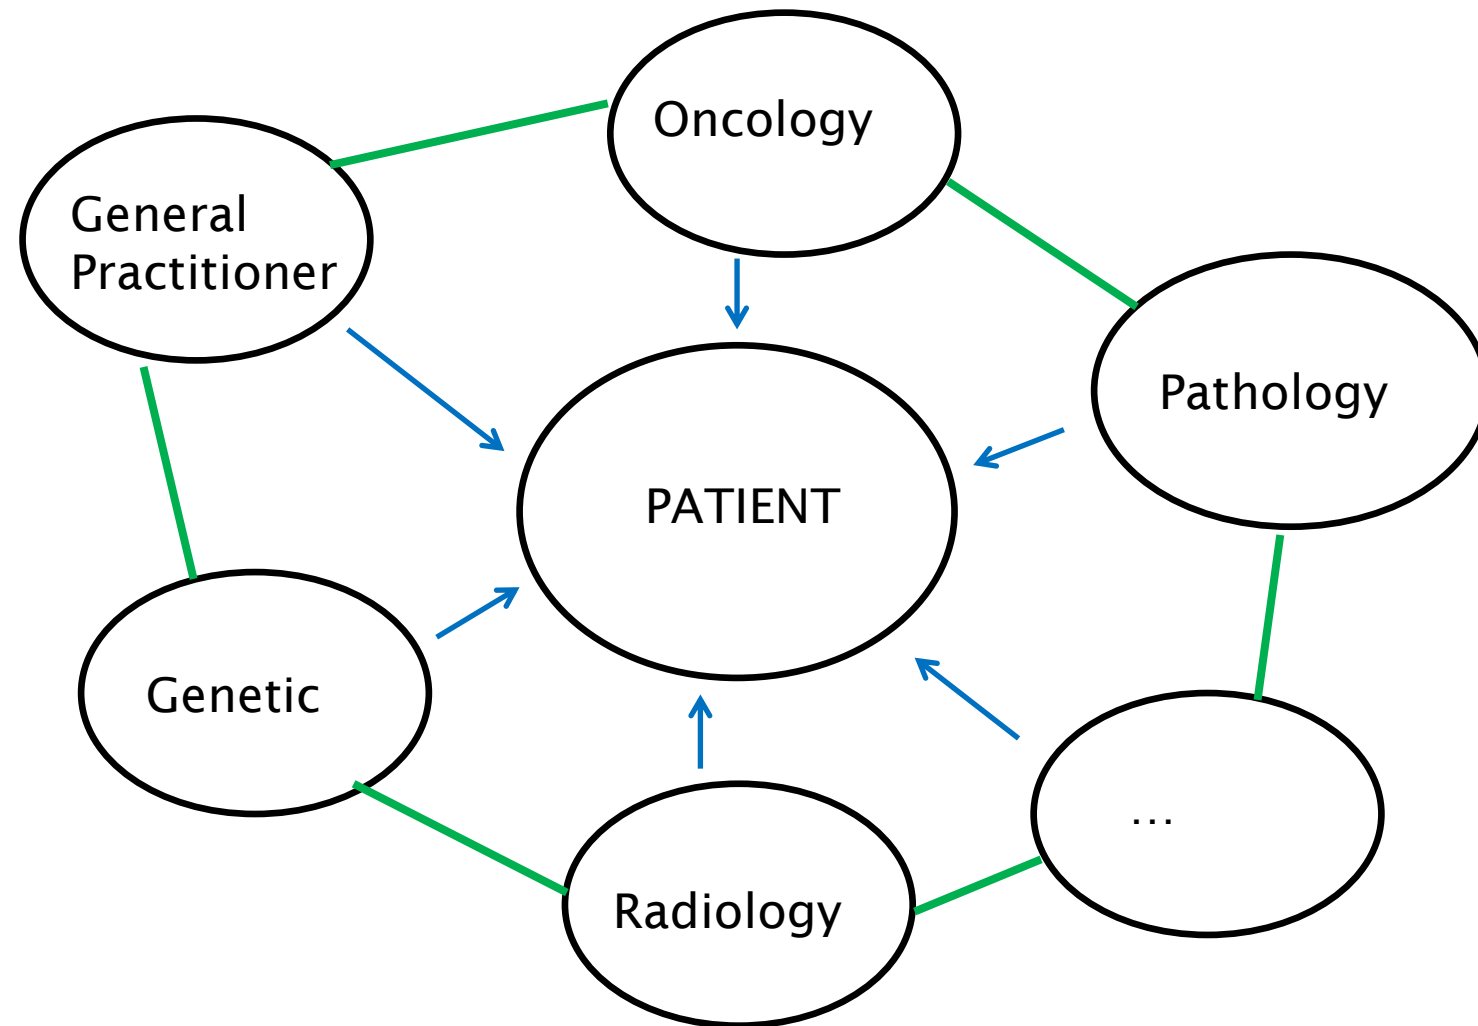 Oncology
General
Practitioner
Pathology
PATIENT
Genetic
...
Radiology